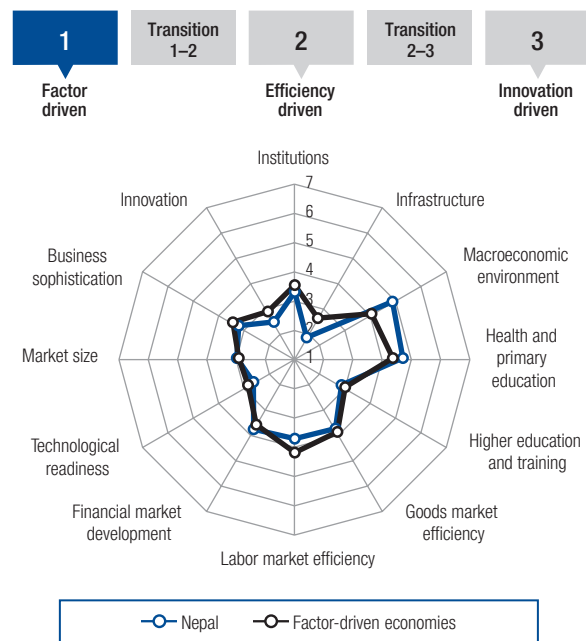 1
Transition
1–2
2
Transition
2–3
3
Factor
driven
Efficiency
driven
Innovation
driven
Institutions
Innovation
Infrastructure
Business
sophistication
Macroeconomic
environment
Market size
Health and
primary
education
Technological
readiness
Higher education
and training
Financial market
development
Goods market
efficiency
Labor market efficiency
7
6
5
4
3
2
1
Nepal
Factor-driven economies